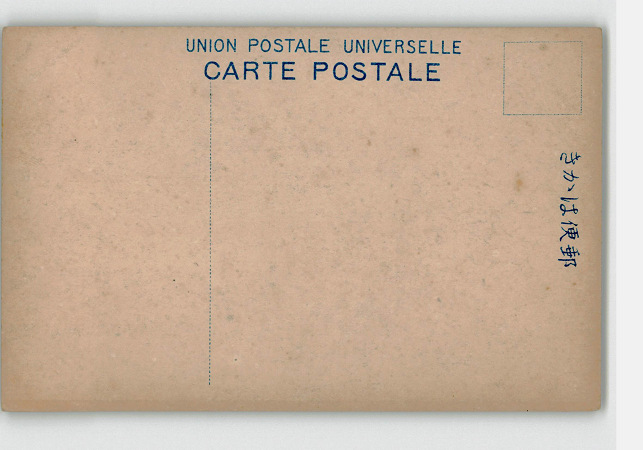 UNION POSTALE UNIVERSELLE
CARTE POSTALE
きかは便郵